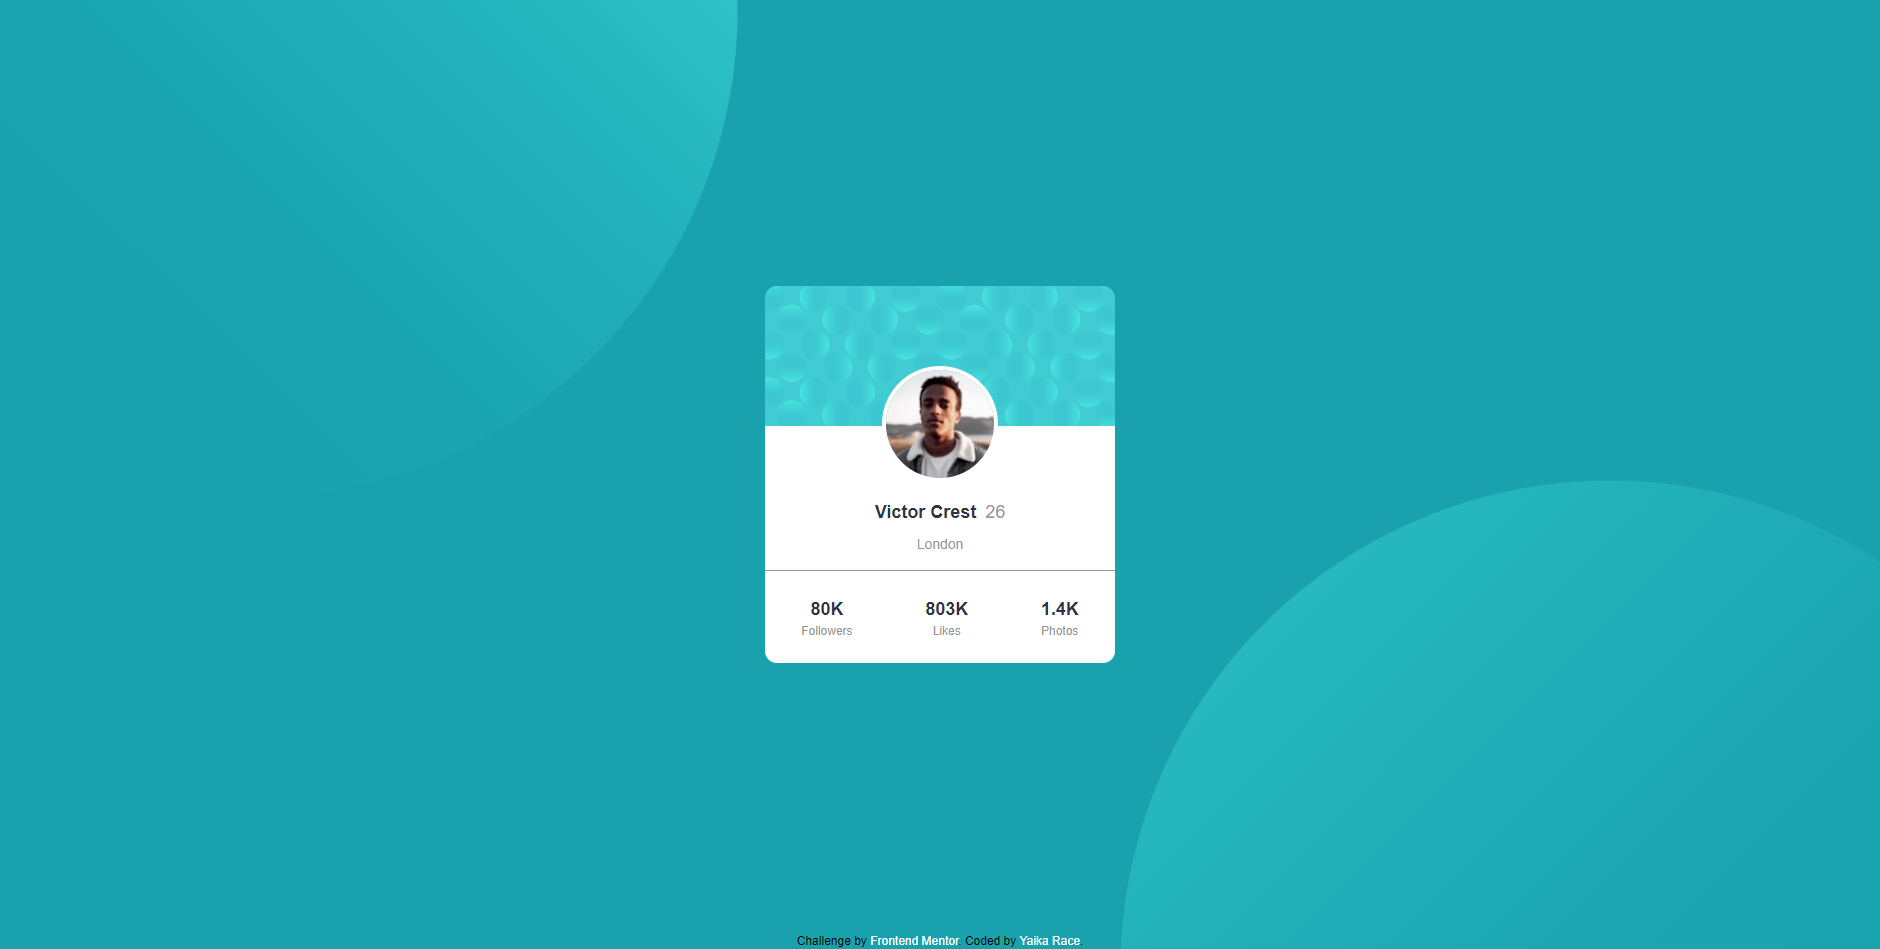 Victor Crest 26
London
80K 803K 1.4K
Followers Likes Photos
Challenge by Frontend Mentor. Coded by Yaika Race.